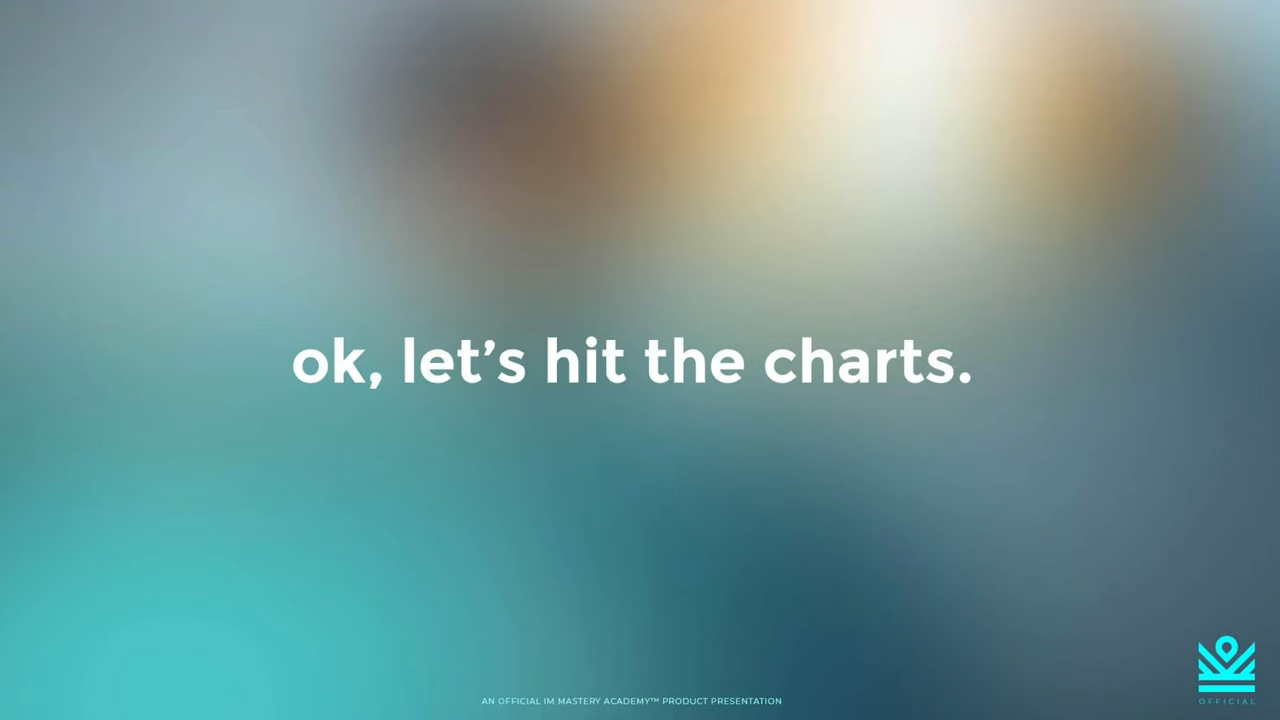 ok, let’s hit the charts.
AN OFFICIAL IM MASTERY ACADEMY™ PRODUCT PRESENTATION
OFFICIAL